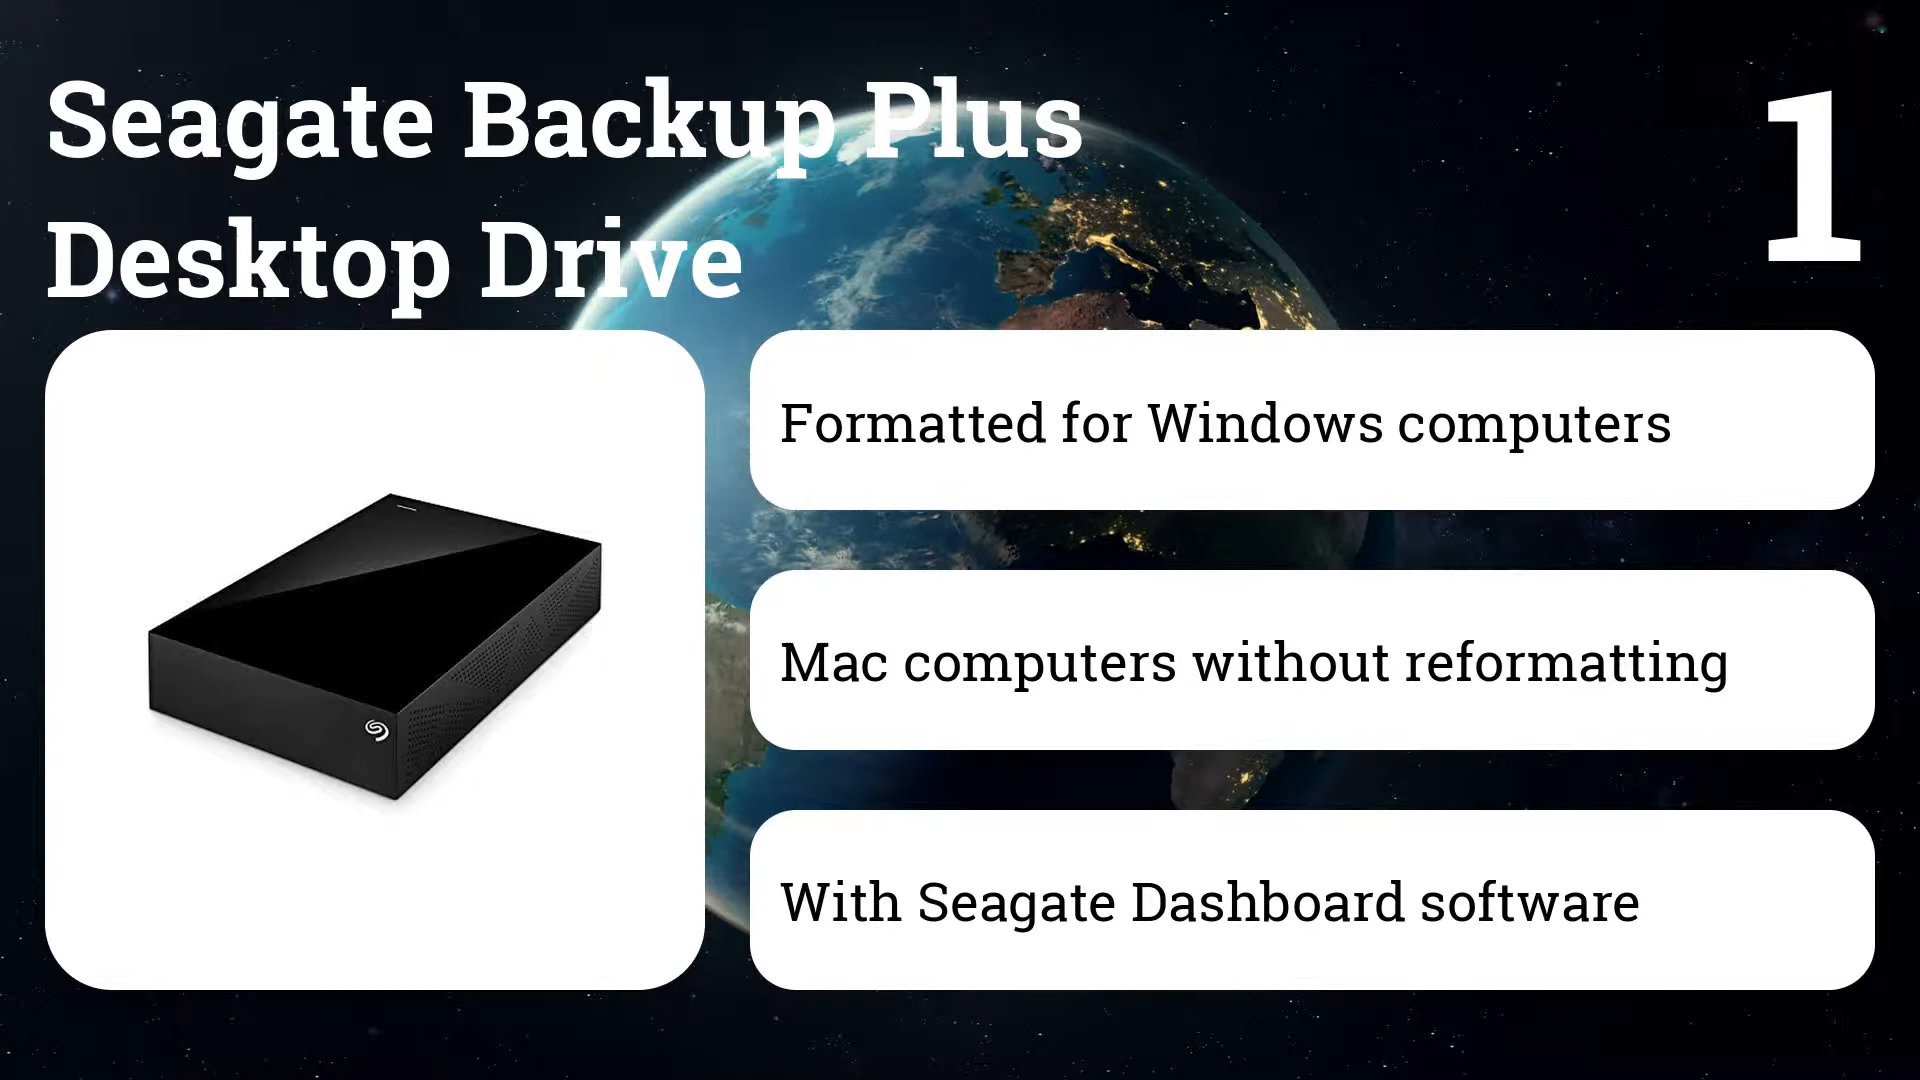 Seagate Backup Plus
Desktop Drive
1
Formatted for Windows computers
Mac computers without reformatting
With Seagate Dashboard software